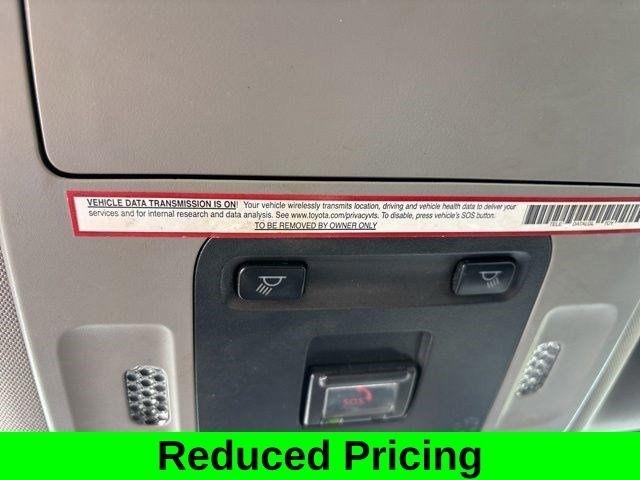 VEHICLE DATA TRANSMISSION IS ON! Your vehicle wirelessly transmits location, driving and vehicle health data to deliver your
services and for internal research and data analysis. See www.toyota.com/privacyvts. To disable, press vehicle's SOS button.
TO BE REMOVED BY OWNER ONLY
SOS
Reduced Pricing